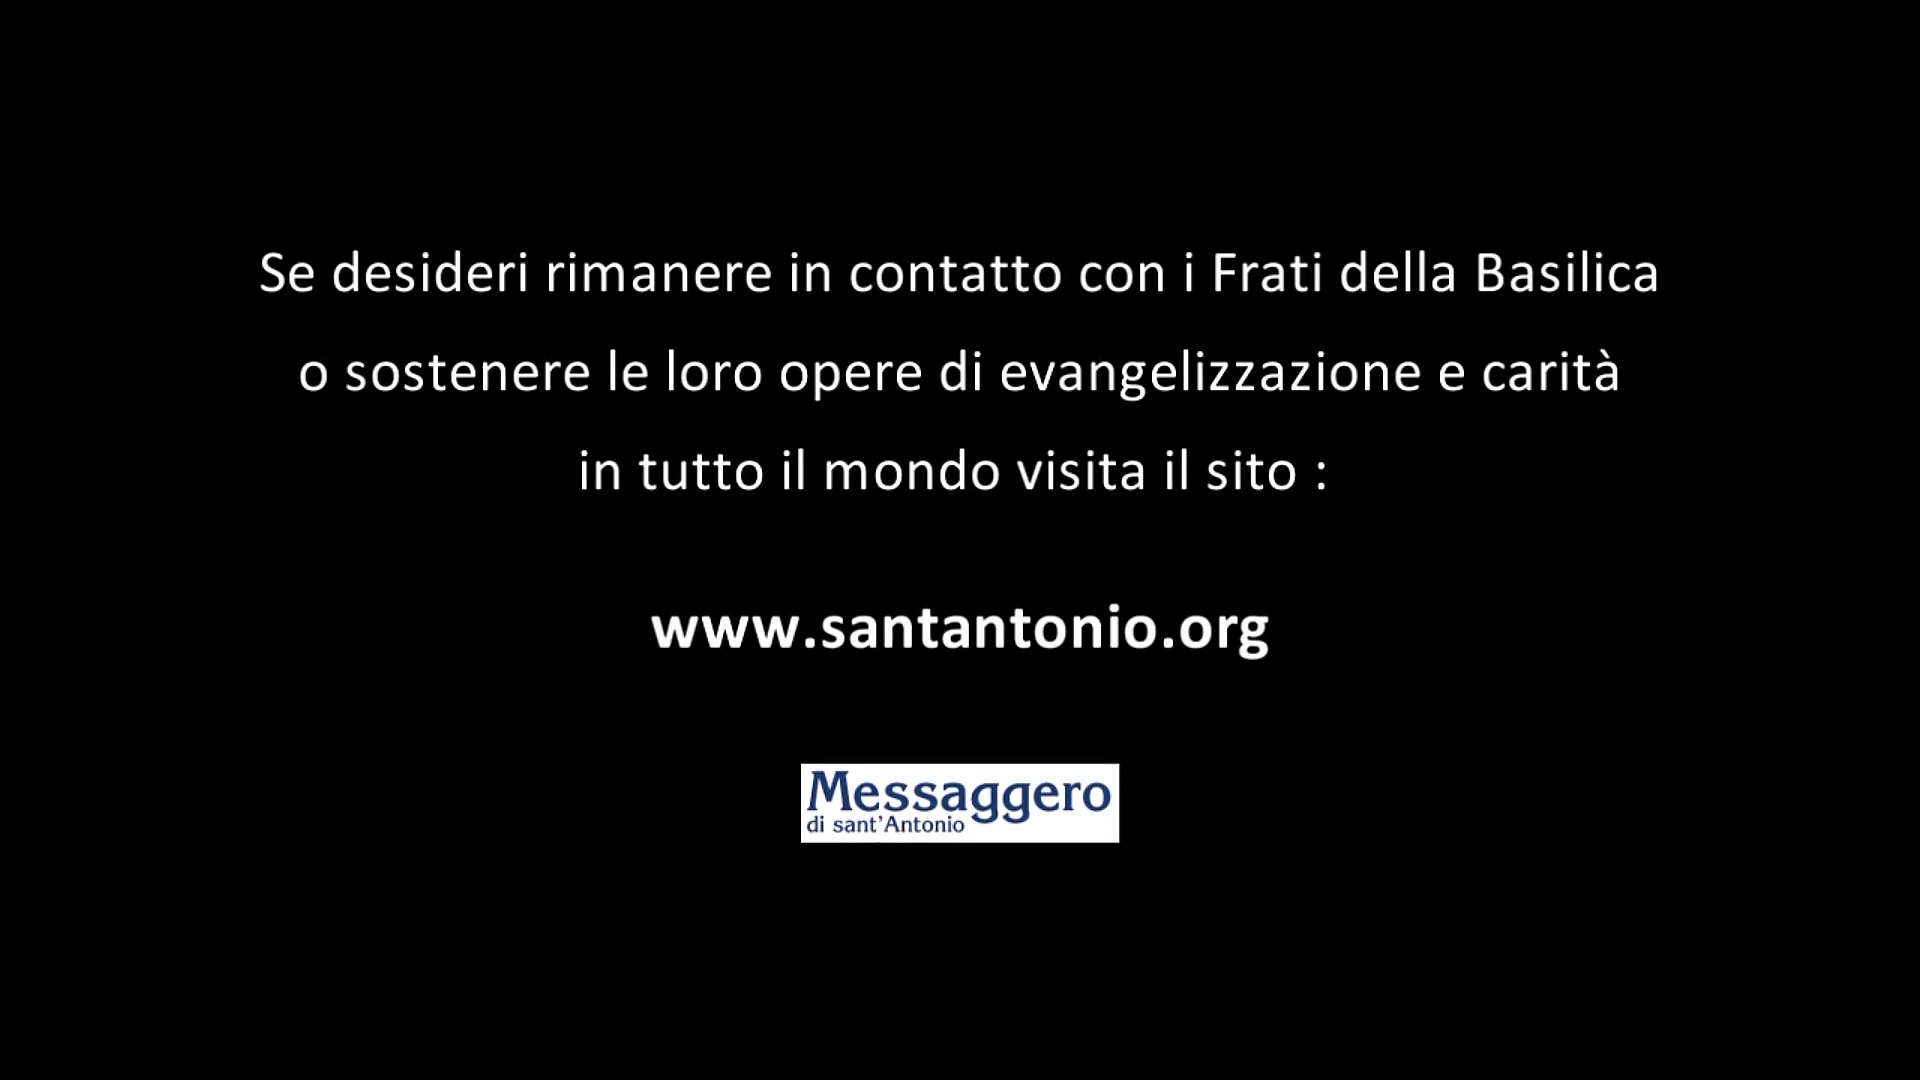 Se desideri rimanere in contatto con i Frati della Basilica
o sostenere le loro opere di evangelizzazione e carità
in tutto il mondo visita il sito :
www.santantonio.org
Messaggero
di sant'Antonio